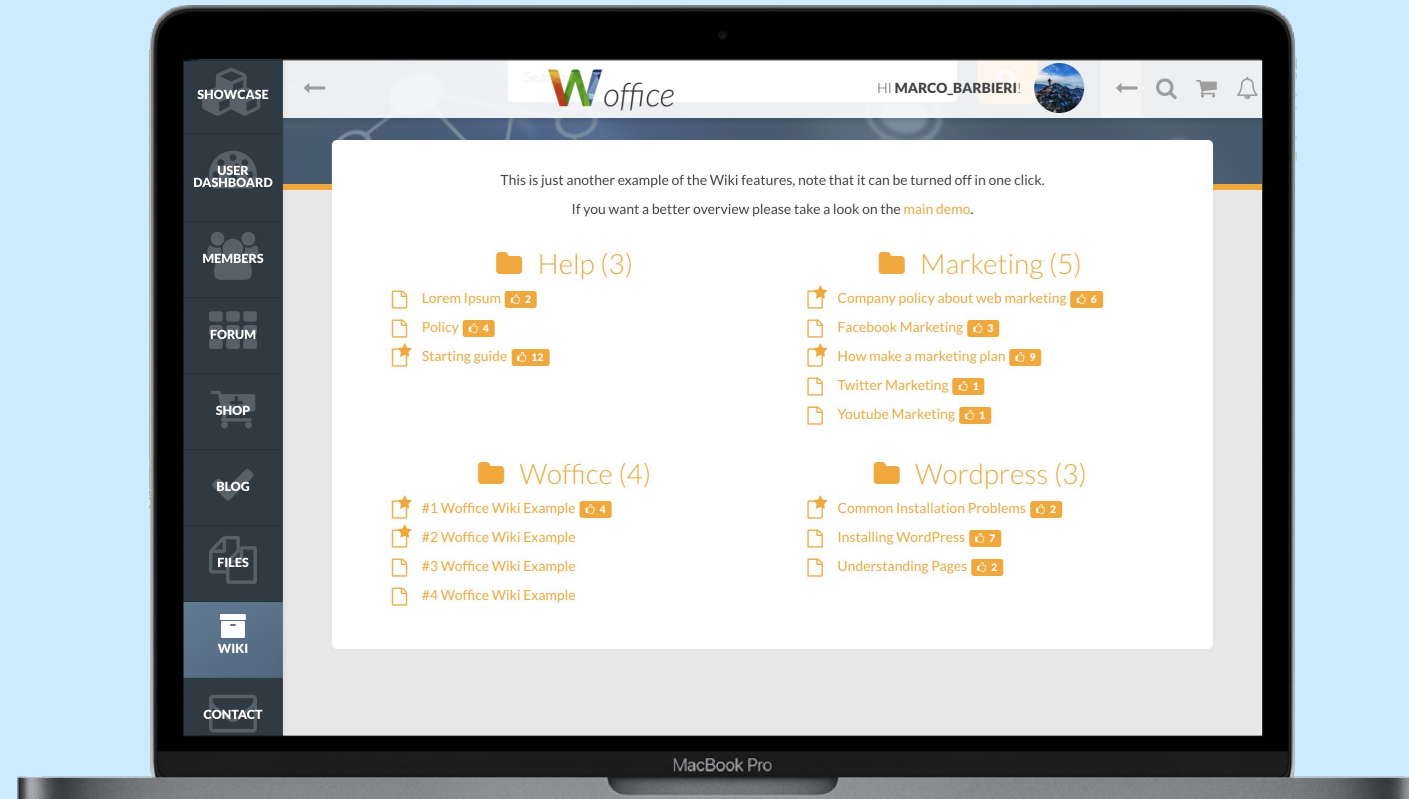 SHOWCASE
USER
DASHBOARD
MEMBERS
FORUM
SHOP
BLOG
FILES
WIKI
CONTACT
Woffice
HI MARCO_BARBIERI!
This is just another example of the Wiki features, note that it can be turned off in one click.
If you want a better overview please take a look on the main demo.
Help (3)
Lorem Ipsum 2
Policy 4
Starting guide 12
Marketing (5)
Company policy about web marketing 6
Facebook Marketing 3
How make a marketing plan 9
Twitter Marketing 1
Youtube Marketing 1
Woffice (4)
#1 Woffice Wiki Example 4
#2 Woffice Wiki Example
#3 Woffice Wiki Example
#4 Woffice Wiki Example
Wordpress (3)
Common Installation Problems 2
Installing WordPress 7
Understanding Pages 2
MacBook Pro